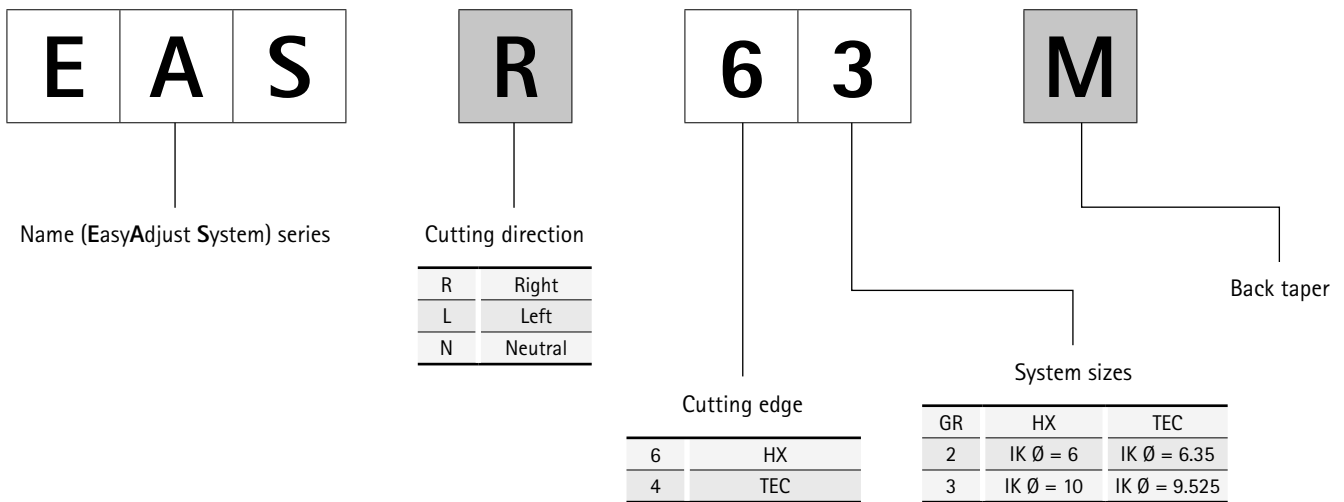 E A S R 6 3 M
Name (EasyAdjust System) series
Cutting direction
R Right
L Left
N Neutral
Back taper
Cutting edge
6 HX
4 TEC
System sizes
GR HX TEC
2 IK Ø = 6 IK Ø = 6.35
3 IK Ø = 10 IK Ø = 9.525